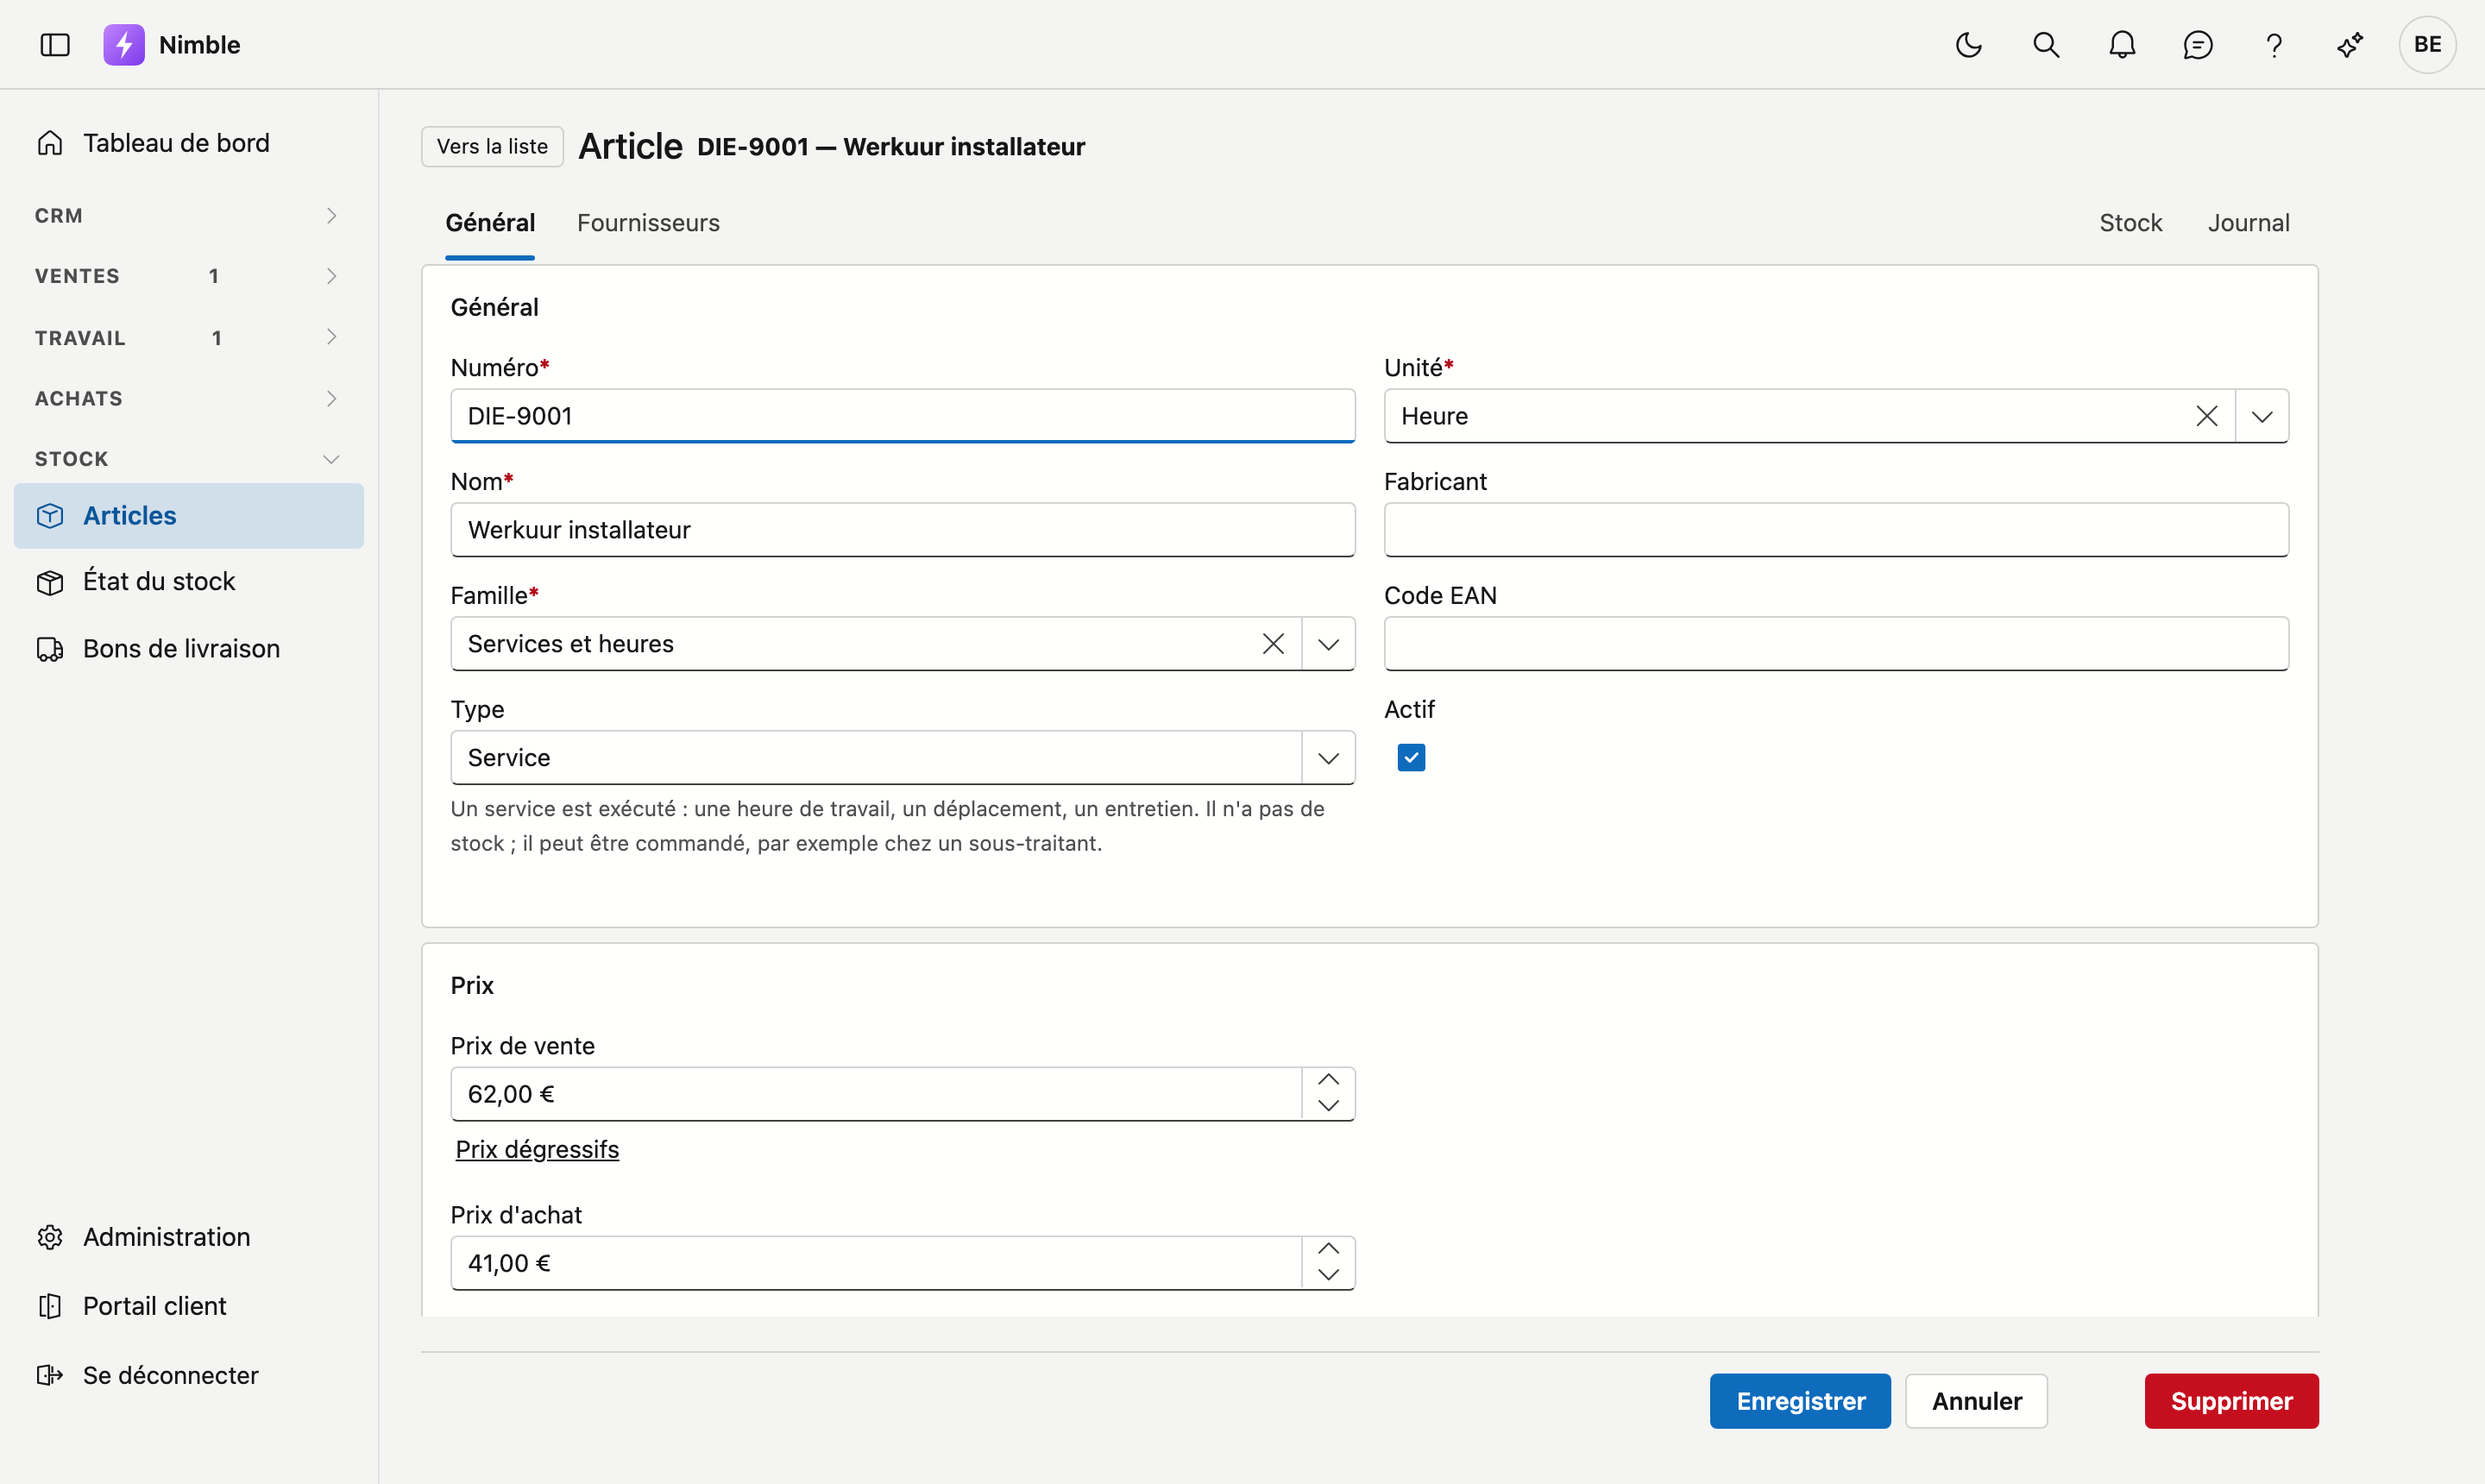 Nimble
BE
Tableau de bord
CRM
VENTES 1
TRAVAIL 1
ACHATS
STOCK
Articles
État du stock
Bons de livraison
Administration
Portail client
Se déconnecter
Vers la liste Article DIE-9001 — Werkuur installateur
Général Fournisseurs Stock Journal
Général
Numéro*
DIE-9001
Unité*
Heure
Nom*
Werkuur installateur
Fabricant
Famille*
Services et heures
Code EAN
Type
Service
Actif
Un service est exécuté : une heure de travail, un déplacement, un entretien. Il n'a pas de
stock ; il peut être commandé, par exemple chez un sous-traitant.
Prix
Prix de vente
62,00 €
Prix dégressifs
Prix d'achat
41,00 €
Enregistrer Annuler Supprimer